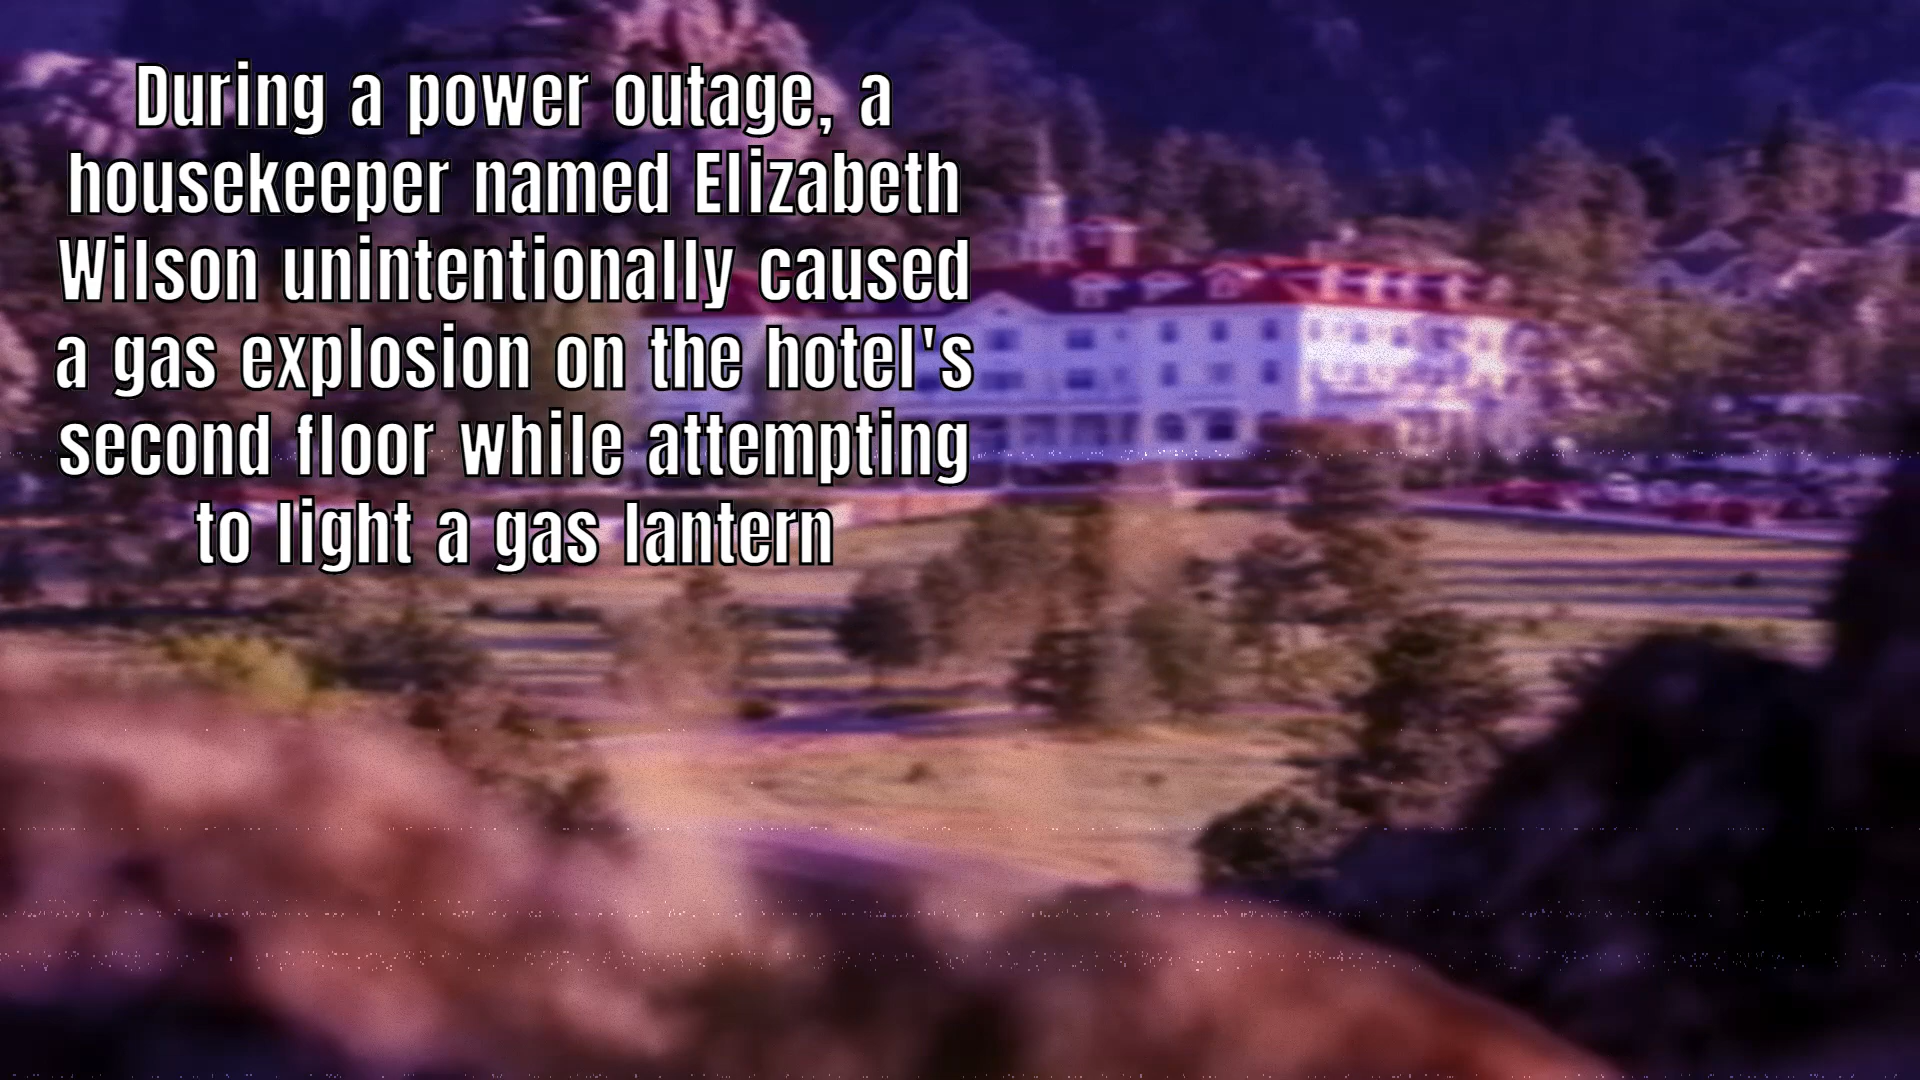 During a power outage, a
housekeeper named Elizabeth
Wilson unintentionally caused
a gas explosion on the hotel's
second floor while attempting
to light a gas lantern